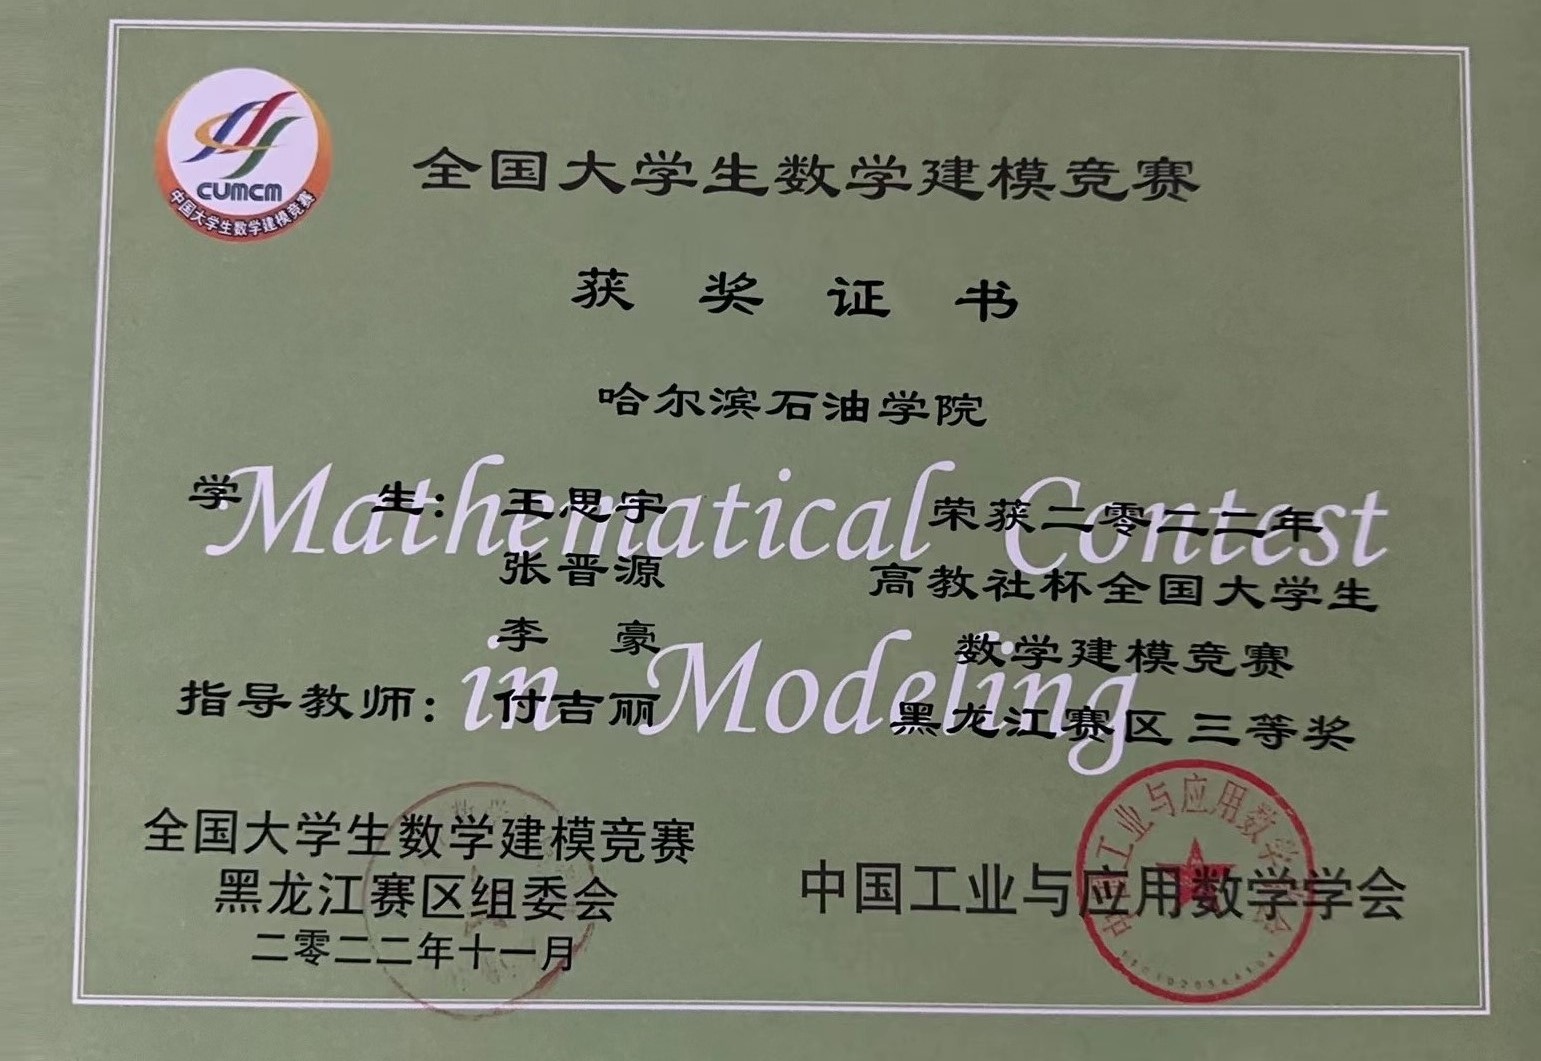 CUMCM
中国大学生数学建模竞赛
全国大学生数学建模竞赛
获奖证书
哈尔滨石油学院
Mathematical Contest
in Modeling
学生：王思宇
张晋源
李豪
指导教师：付吉丽
荣获二零二二年
高教社杯全国大学生
数学建模竞赛
黑龙江赛区 三等奖
全国大学生数学建模竞赛
黑龙江赛区组委会
二零二二年十一月
中国工业与应用数学学会
中国工业与应用数学学会